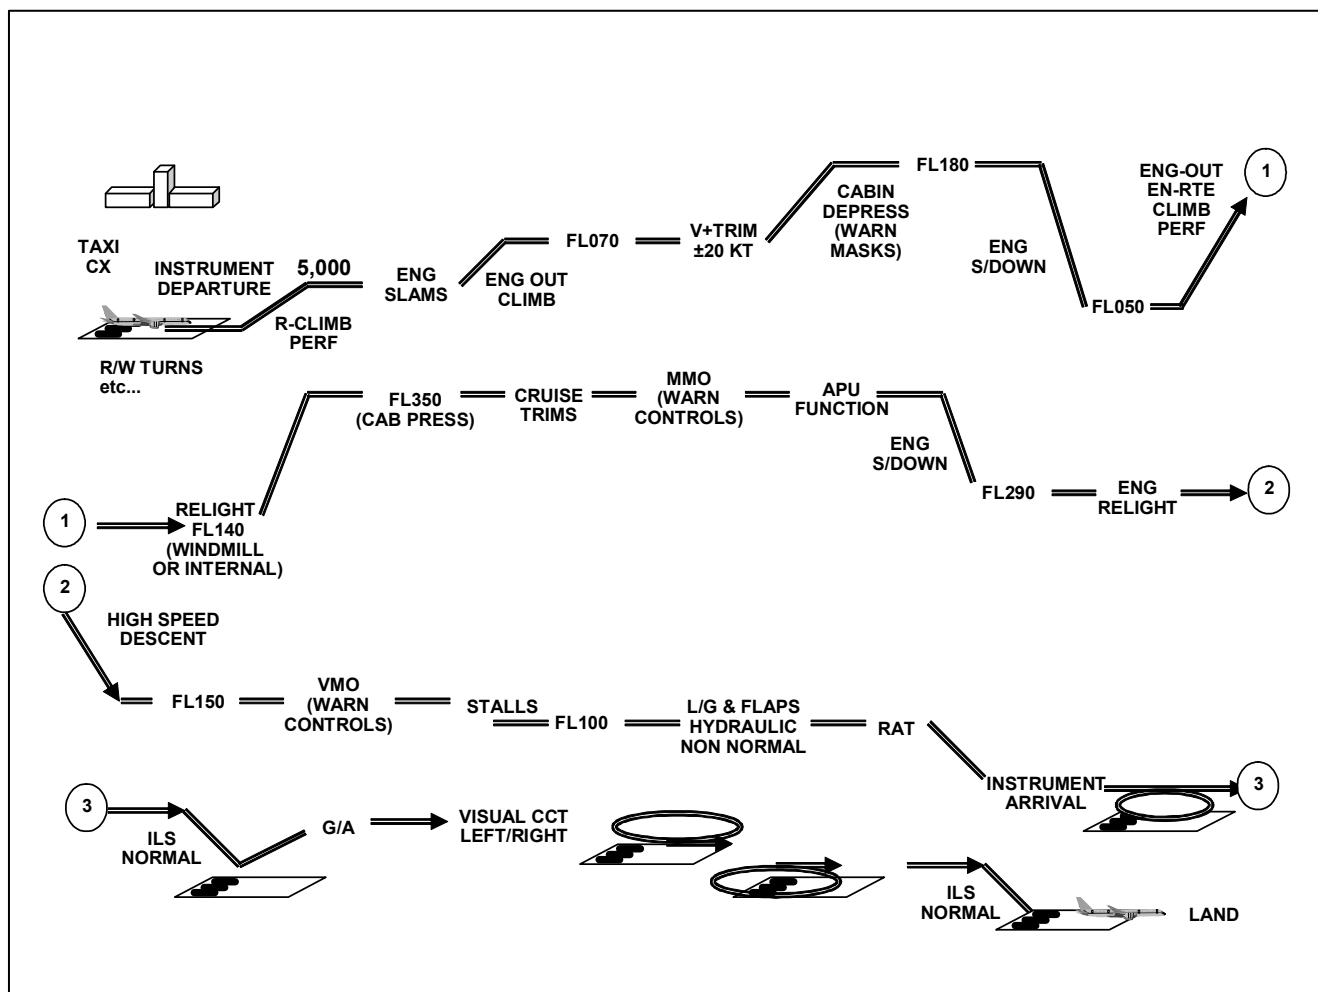 TAXI
CX
INSTRUMENT
DEPARTURE
5,000
R-CLIMB
PERF
R/W TURNS
etc...
ENG
SLAMS
ENG OUT
CLIMB
FL070
V+TRIM
±20 KT
CABIN
DEPRESS
(WARN
MASKS)
FL180
ENG
S/DOWN
FL050
ENG-OUT
EN-RTE
CLIMB
PERF
1
1
RELIGHT
FL140
(WINDMILL
OR INTERNAL)
FL350
(CAB PRESS)
CRUISE
TRIMS
MMO
(WARN
CONTROLS)
APU
FUNCTION
ENG
S/DOWN
FL290
ENG
RELIGHT
2
2
HIGH SPEED
DESCENT
FL150
VMO
(WARN
CONTROLS)
STALLS
FL100
L/G & FLAPS
HYDRAULIC
NON NORMAL
RAT
INSTRUMENT
ARRIVAL
3
3
ILS
NORMAL
G/A
VISUAL CCT
LEFT/RIGHT
ILS
NORMAL
LAND